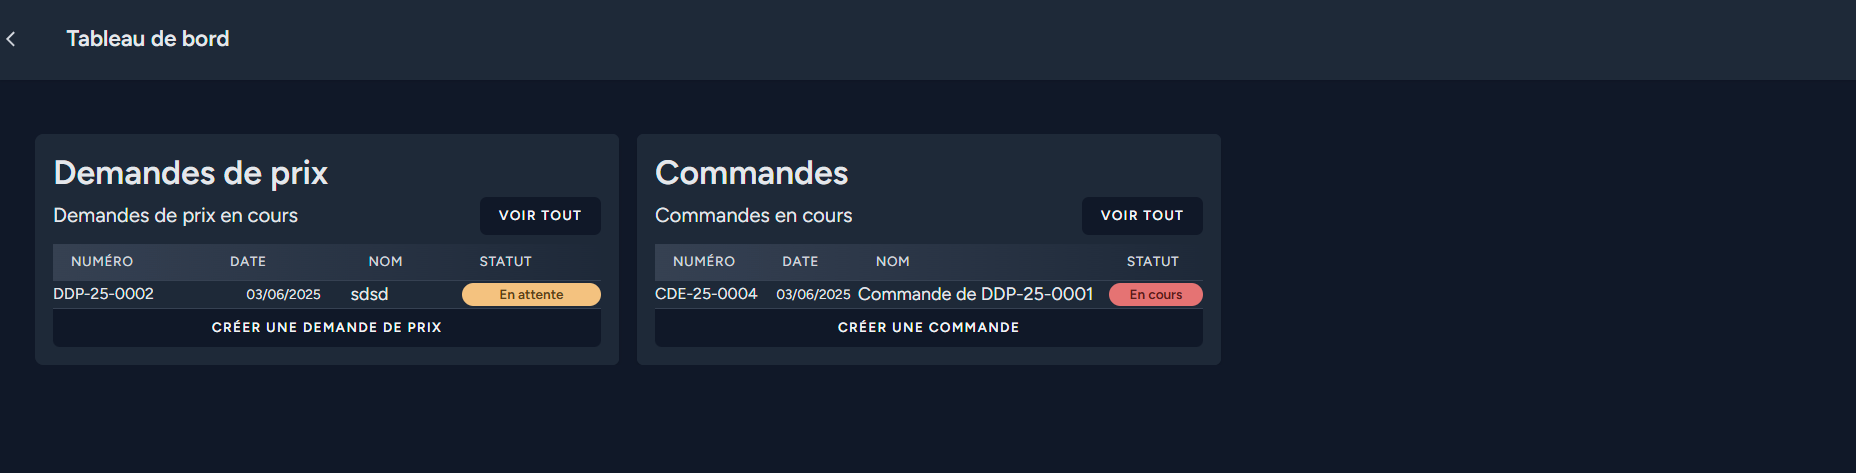 Tableau de bord
Demandes de prix
Demandes de prix en cours VOIR TOUT
NUMÉRO DATE NOM STATUT
DDP-25-0002 03/06/2025 sdsd En attente
CRÉER UNE DEMANDE DE PRIX
Commandes
Commandes en cours VOIR TOUT
NUMÉRO DATE NOM STATUT
CDE-25-0004 03/06/2025 Commande de DDP-25-0001 En cours
CRÉER UNE COMMANDE